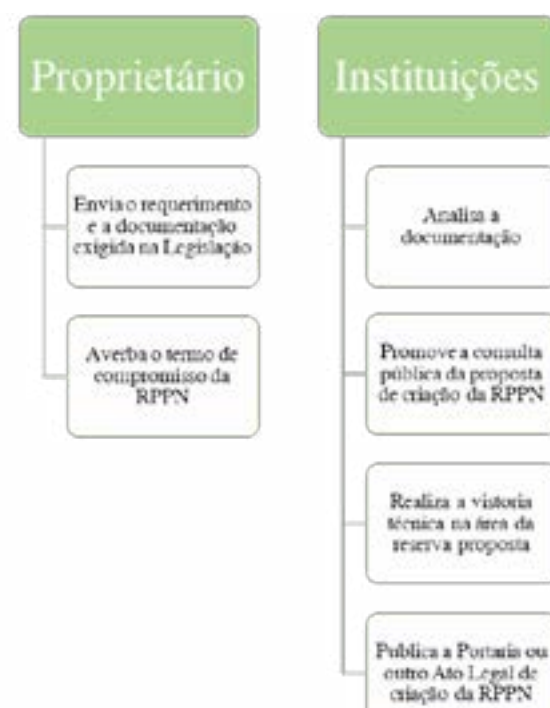 Proprietário
Envia o requerimento
e a documentação
exigida na Legislação
Averba o termo de
compromisso da
RPPN
Instituições
Analisa a
documentação
Promove a consulta
pública da proposta
de criação da RPPN
Realiza a vistoria
técnica na área da
reserva proposta
Publica a Portaria ou
outro Ato Legal de
criação da RPPN